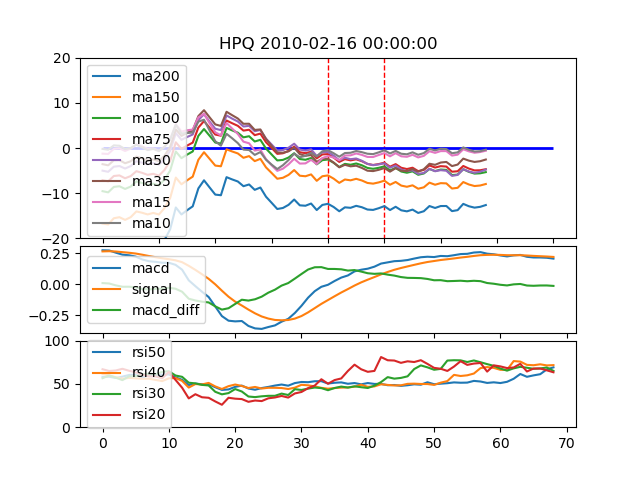 HPQ 2010-02-16 00:00:00
20
10
0
−10
−20
ma200
ma150
ma100
ma75
ma50
ma35
ma15
ma10
0.25
0.00
−0.25
macd
signal
macd_diff
100
50
0
rsi50
rsi40
rsi30
rsi20
0 10 20 30 40 50 60 70